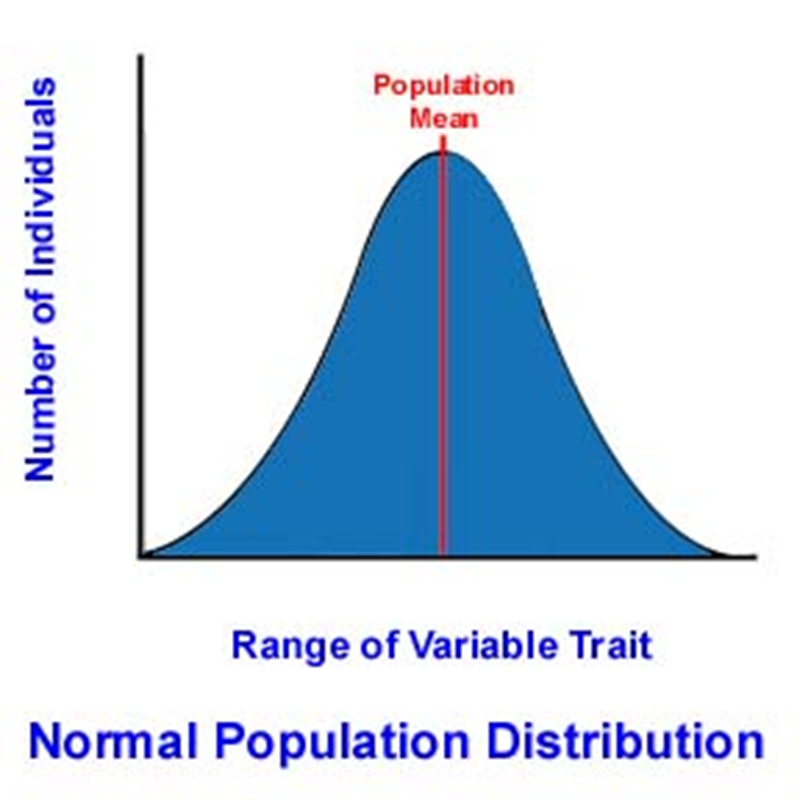 Population
Mean
Number of Individuals
Range of Variable Trait
Normal Population Distribution